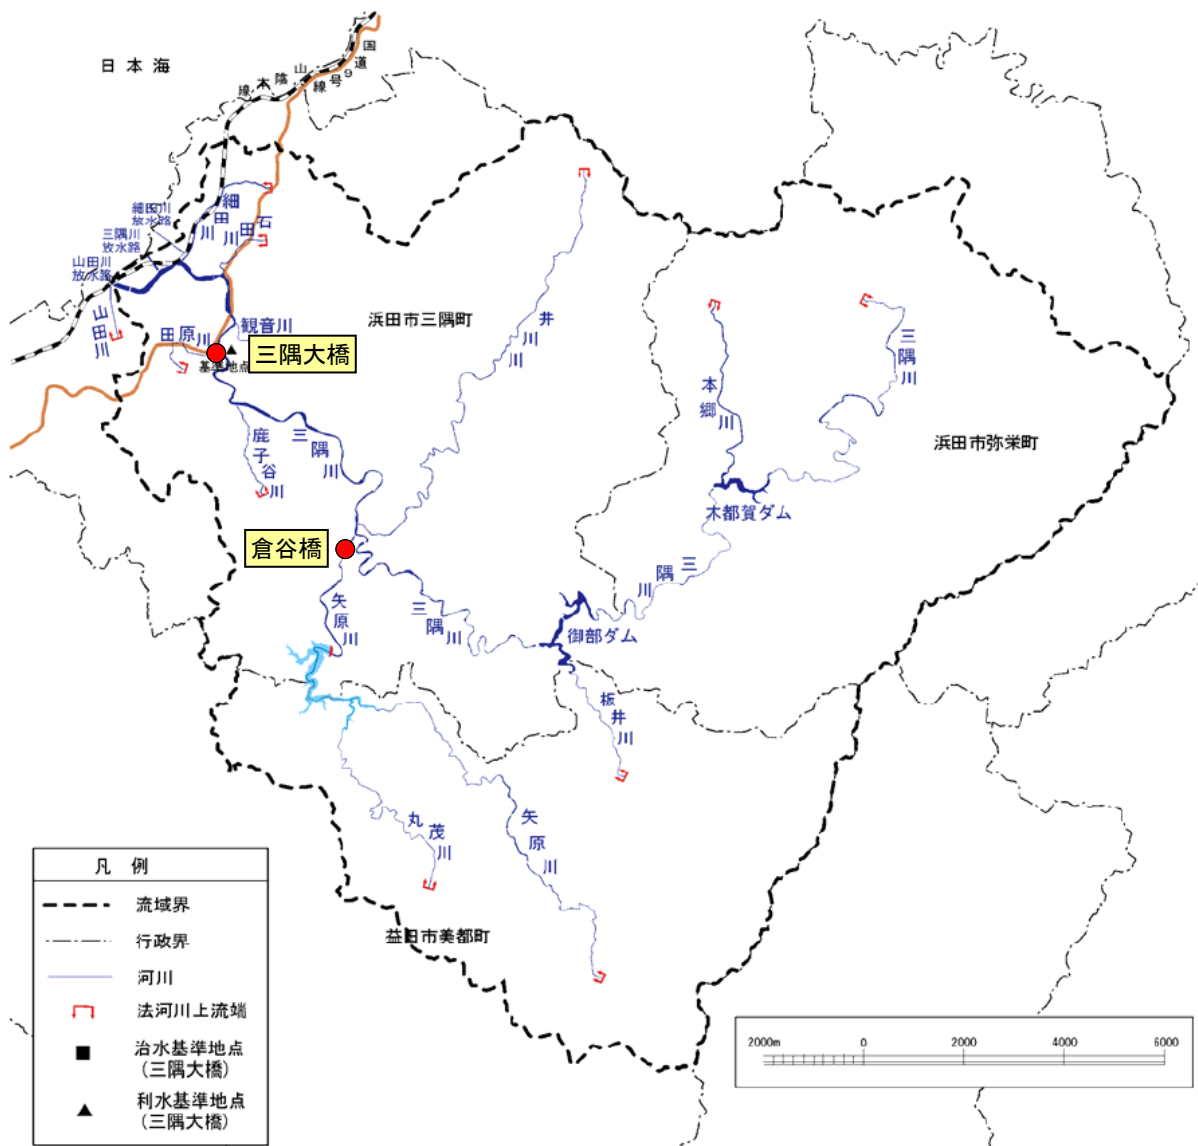 日本海
国道9号線
山陰本線
細田川
放水路
三隅川
放水路
山田川
放水路
細田川
石田川
山田川
田原川
観音川
三隅大橋
基準地点
浜田市三隅町
井川川
三隅川
本郷川
浜田市弥栄町
鹿子谷川
三隅川
木都賀ダム
倉谷橋
三隅川
矢原川
三隅川
御部ダム
板井川
丸茂川
矢原川
益田市美都町
凡例
流域界
行政界
河川
法河川上流端
治水基準地点
(三隅大橋)
利水基準地点
(三隅大橋)
2000m 0 2000 4000 6000